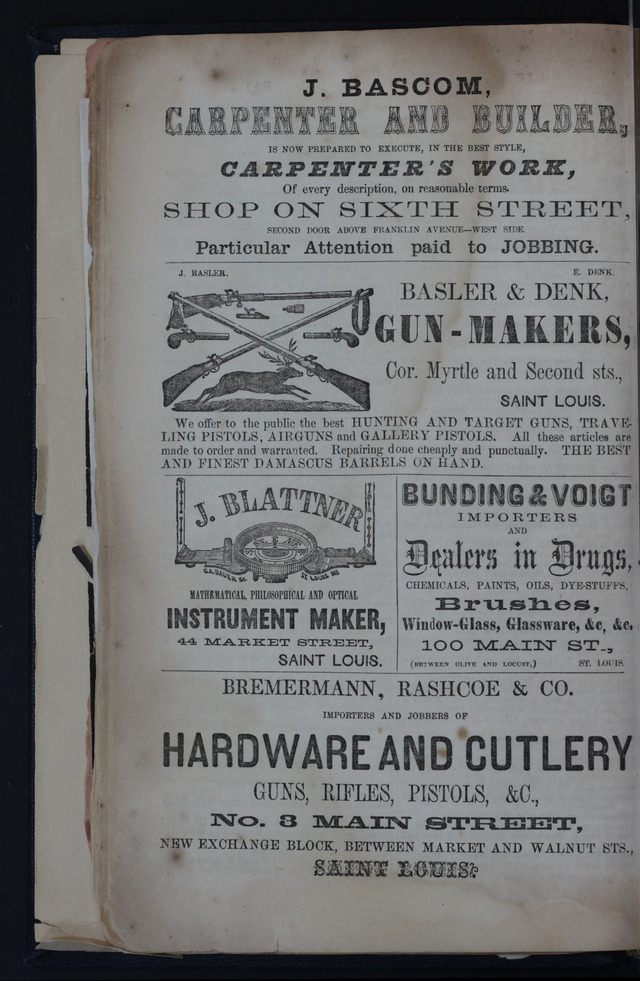 J. BASCOM,
CARPENTER AND BUILDER,
IS NOW PREPARED TO EXECUTE, IN THE BEST STYLE,
CARPENTER'S WORK,
Of every description, on reasonable terms.
SHOP ON SIXTH STREET,
SECOND DOOR ABOVE FRANKLIN AVENUE—WEST SIDE.
Particular Attention paid to JOBBING.
J. BASLER. E. DENK.
BASLER & DENK,
GUN-MAKERS,
Cor. Myrtle and Second sts.,
SAINT LOUIS.
We offer to the public the best HUNTING AND TARGET GUNS, TRAVE-
LING PISTOLS, AIRGUNS and GALLERY PISTOLS. All these articles are
made to order and warranted. Repairing done cheaply and punctually. THE BEST
AND FINEST DAMASCUS BARRELS ON HAND.
J. BLATTNER
ST LOUIS MO
MATHEMATICAL, PHILOSOPHICAL AND OPTICAL
INSTRUMENT MAKER,
44 MARKET STREET,
SAINT LOUIS.
BUNDING & VOIGT
IMPORTERS
AND
Dealers in Drugs,
CHEMICALS, PAINTS, OILS, DYE-STUFFS,
Brushes,
Window-Glass, Glassware, &c, &c.
100 MAIN ST.,
(BETWEEN OLIVE AND LOCUST,) ST. LOUIS.
BREMERMANN, RASHCOE & CO.
IMPORTERS AND JOBBERS OF
HARDWARE AND CUTLERY
GUNS, RIFLES, PISTOLS, &C.,
No. 3 MAIN STREET,
NEW EXCHANGE BLOCK, BETWEEN MARKET AND WALNUT STS.,
SAINT LOUIS.